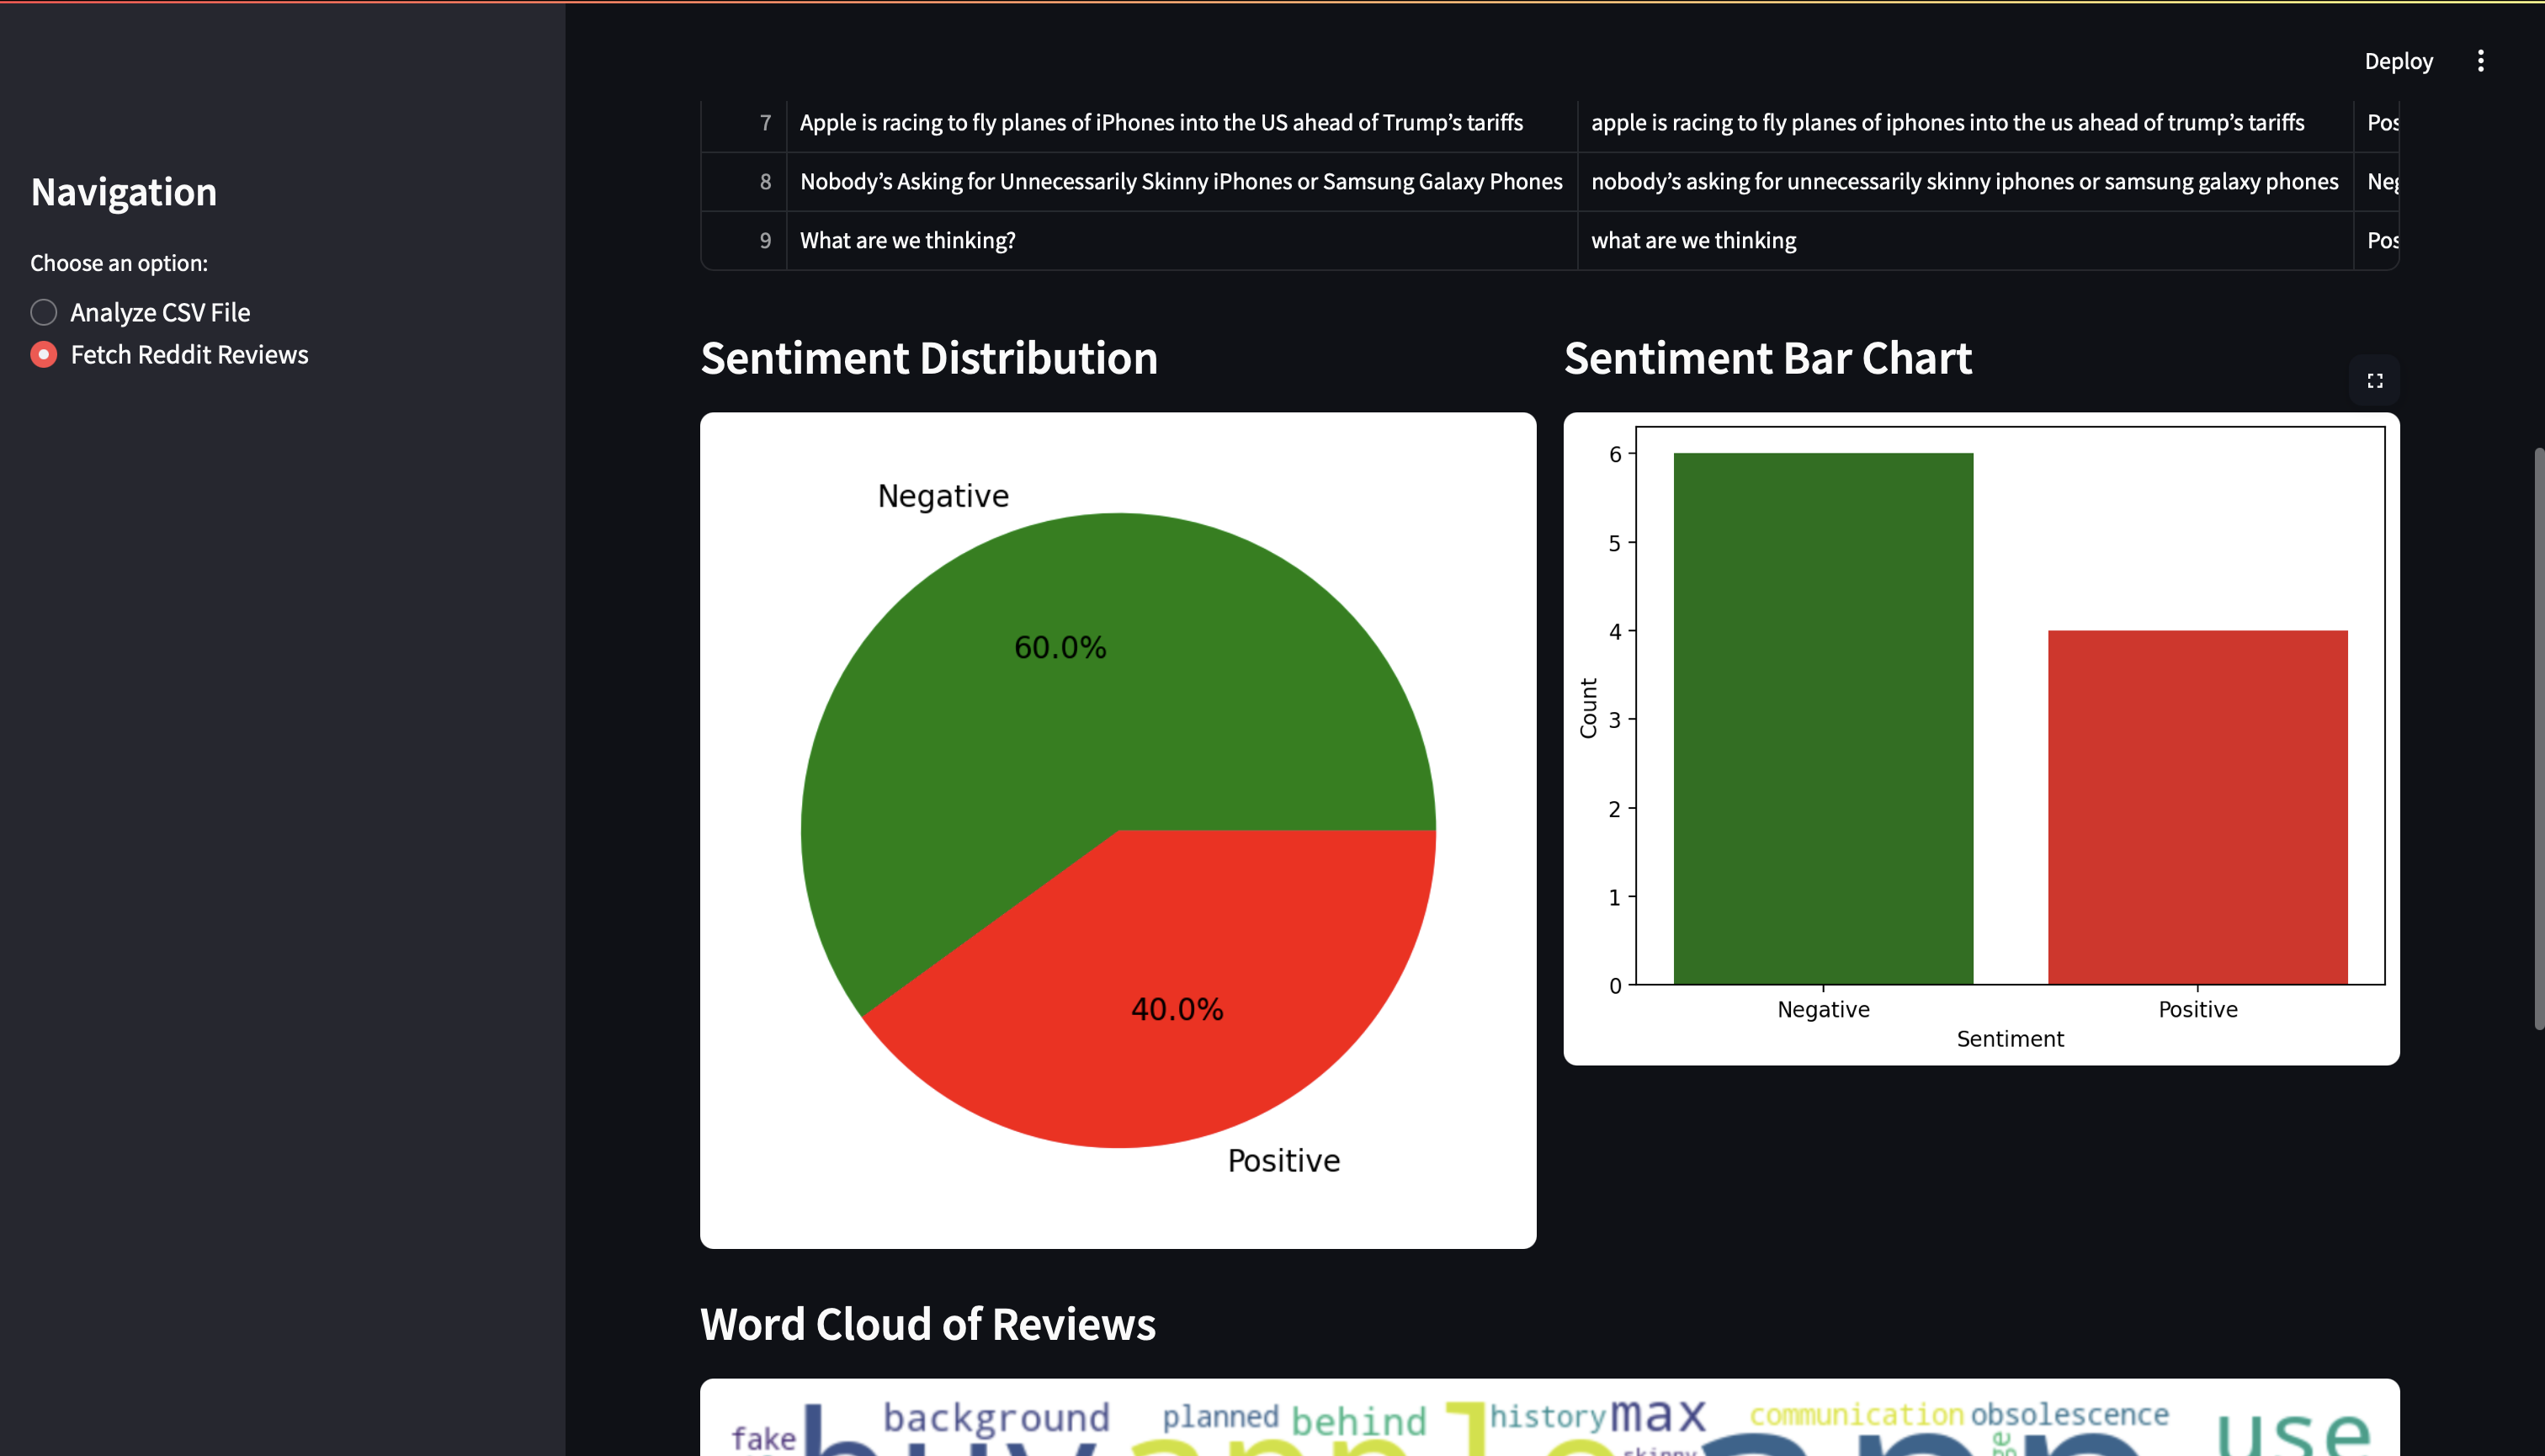 Deploy
Navigation
Choose an option:
Analyze CSV File
Fetch Reddit Reviews
7 Apple is racing to fly planes of iPhones into the US ahead of Trump’s tariffs apple is racing to fly planes of iphones into the us ahead of trump’s tariffs Pos
8 Nobody’s Asking for Unnecessarily Skinny iPhones or Samsung Galaxy Phones nobody’s asking for unnecessarily skinny iphones or samsung galaxy phones Neg
9 What are we thinking? what are we thinking Pos
Sentiment Distribution
Negative
60.0%
40.0%
Positive
Sentiment Bar Chart
6
5
4
3
2
1
0
Count
Negative Positive
Sentiment
Word Cloud of Reviews
fake background planned behind history max communication obsolescence use
buy apple app skinny